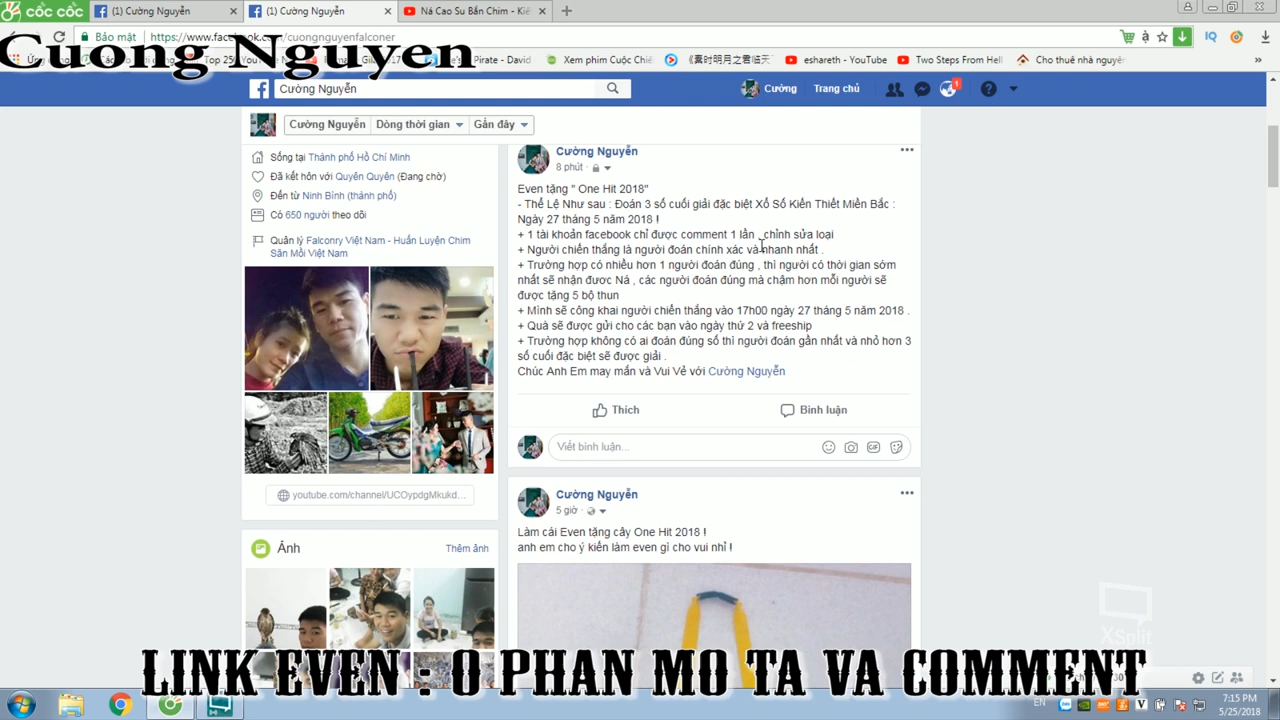 CỐC CỐC
(1) Cường Nguyễn
(1) Cường Nguyễn
Ná Cao Su Bắn Chim - Kiế
Bảo mật
https://www.facebook.com/cuongnguyenfalconer
Cuong Nguyen
Top 25
's Pirate - David
Xem phim Cuộc Chiế
eshareth - YouTube
Two Steps From Hell
Cho thuê nhà nguyê
»
Cường Nguyễn
Cường
Trang chủ
1
Cường Nguyễn
Dòng thời gian
Gần đây
Sống tại Thành phố Hồ Chí Minh
Đã kết hôn với Quyên Quyên (Đang chờ)
Đến từ Ninh Bình (thành phố)
Có 650 người theo dõi
Quản lý Falconry Việt Nam - Huấn Luyện Chim
Săn Mồi Việt Nam
youtube.com/channel/UCOypdgMkukd...
Ảnh
Thêm ảnh
Cường Nguyễn
8 phút
Even tặng " One Hit 2018"
- Thể Lệ Như sau : Đoán 3 số cuối giải đặc biệt Xổ Số Kiến Thiết Miền Bắc :
Ngày 27 tháng 5 năm 2018 !
+ 1 tài khoản facebook chỉ được comment 1 lần , chỉnh sửa loại
+ Người chiến thắng là người đoán chính xác và nhanh nhất .
+ Trường hợp có nhiều hơn 1 người đoán đúng , thì người có thời gian sớm
nhất sẽ nhận được Ná , các người đoán đúng mà chậm hơn mỗi người sẽ
được tặng 5 bộ thun
+ Mình sẽ công khai người chiến thắng vào 17h00 ngày 27 tháng 5 năm 2018 .
+ Quà sẽ được gửi cho các bạn vào ngày thứ 2 và freeship
+ Trường hợp không có ai đoán đúng số thì người đoán gần nhất và nhỏ hơn 3
số cuối đặc biệt sẽ được giải .
Chúc Anh Em may mắn và Vui Vẻ với Cường Nguyễn
Thích
Bình luận
Viết bình luận...
GIF
Cường Nguyễn
5 giờ
Làm cái Even tặng cây One Hit 2018 !
anh em cho ý kiến làm even gì cho vui nhỉ !
XSplit
LINK EVEN : O PHAN MO TA VA COMMENT
EN
7:15 PM
5/25/2018